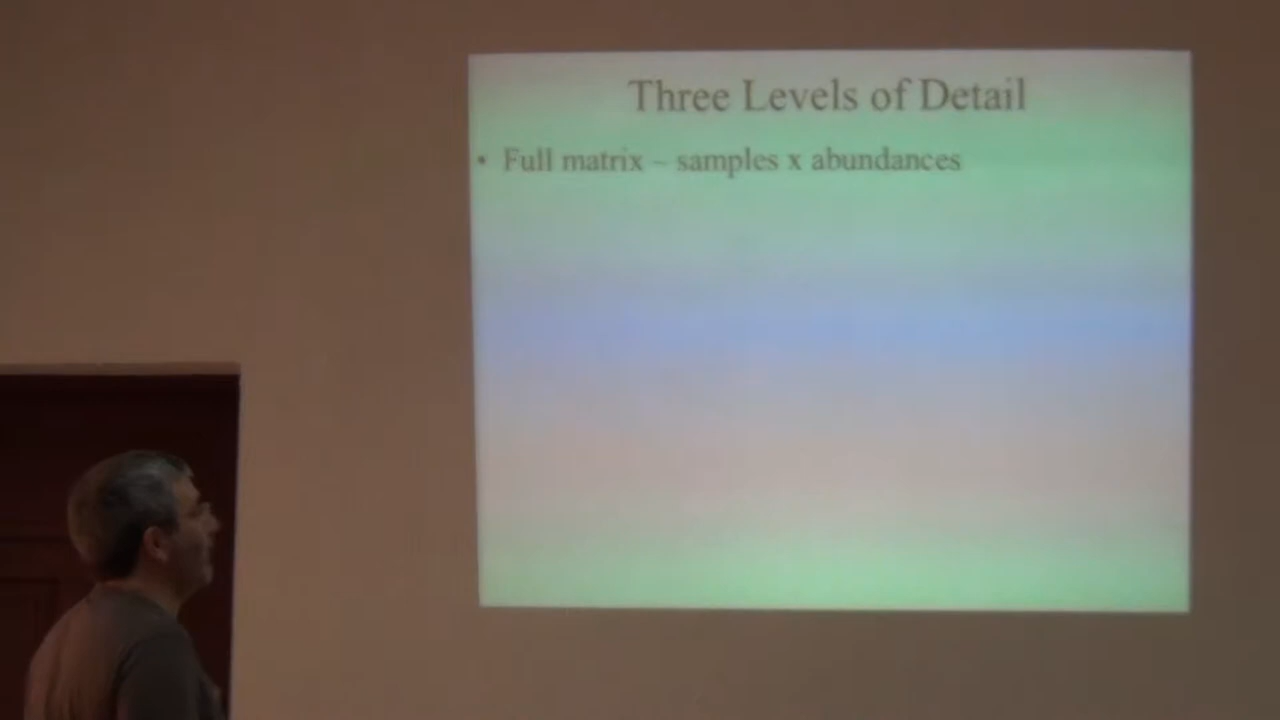 Three Levels of Detail
• Full matrix – samples x abundances